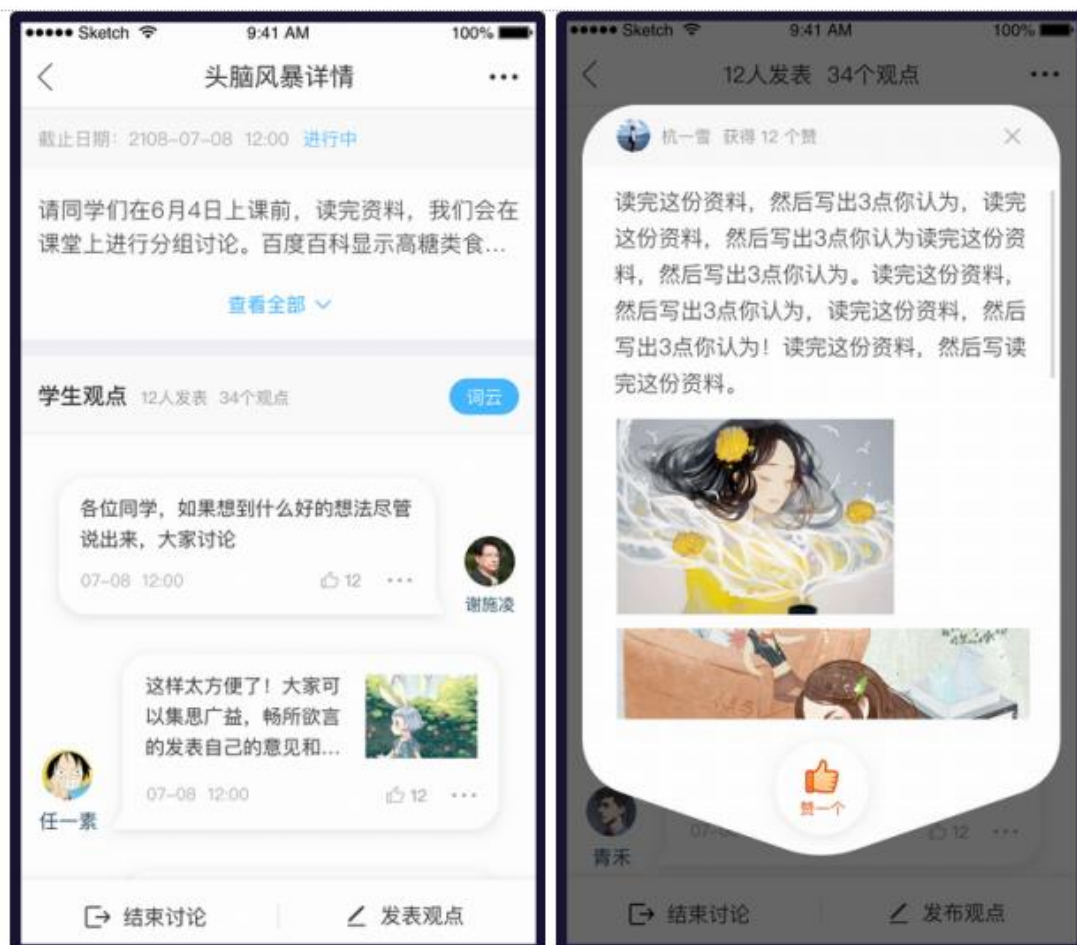 Sketch 9:41 AM 100%
头脑风暴详情
截止日期：2108-07-08 12:00 进行中
请同学们在6月4日上课前，读完资料，我们会在
课堂上进行分组讨论。百度百科显示高糖类食...
查看全部
学生观点 12人发表 34个观点 词云
各位同学，如果想到什么好的想法尽管
说出来，大家讨论
07-08 12:00 12
谢施凌
这样太方便了！大家可
以集思广益，畅所欲言
的发表自己的意见和...
07-08 12:00 12
任一素
结束讨论 发表观点
Sketch 9:41 AM 100%
12人发表 34个观点
杭一雪 获得 12 个赞
读完这份资料，然后写出3点你认为，读完
这份资料，然后写出3点你认为读完这份资
料，然后写出3点你认为。读完这份资料，
然后写出3点你认为，读完这份资料，然后
写出3点你认为！读完这份资料，然后写读
完这份资料。
赞一个
07- 12
青禾
结束讨论 发布观点